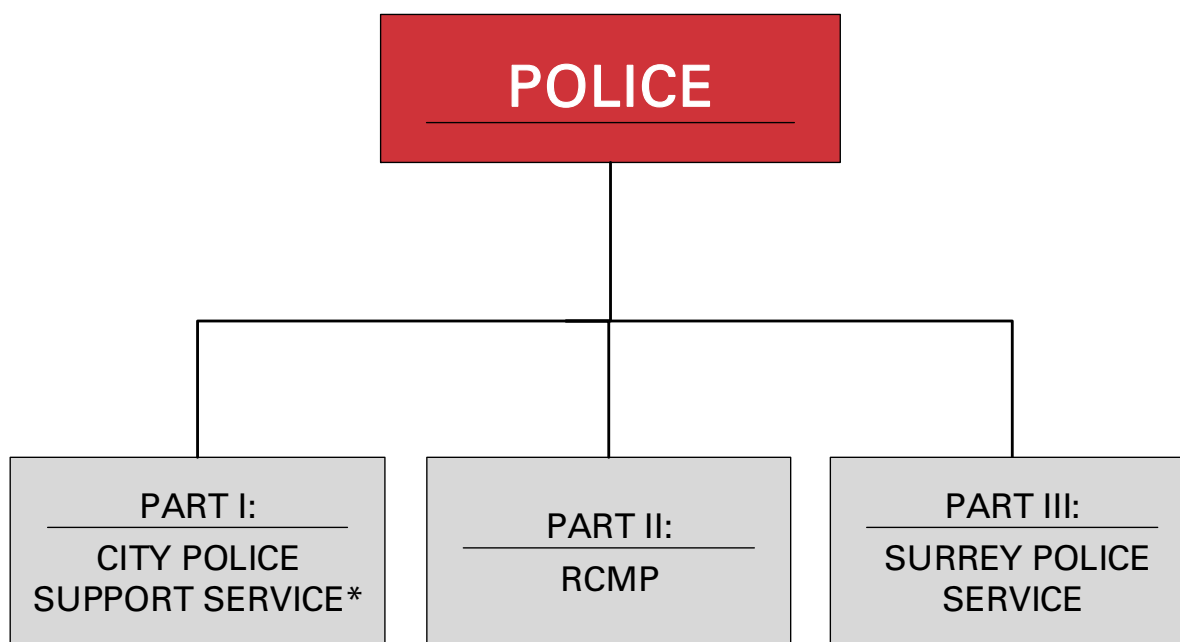 POLICE
PART I:
CITY POLICE
SUPPORT SERVICE*
PART II:
RCMP
PART III:
SURREY POLICE
SERVICE